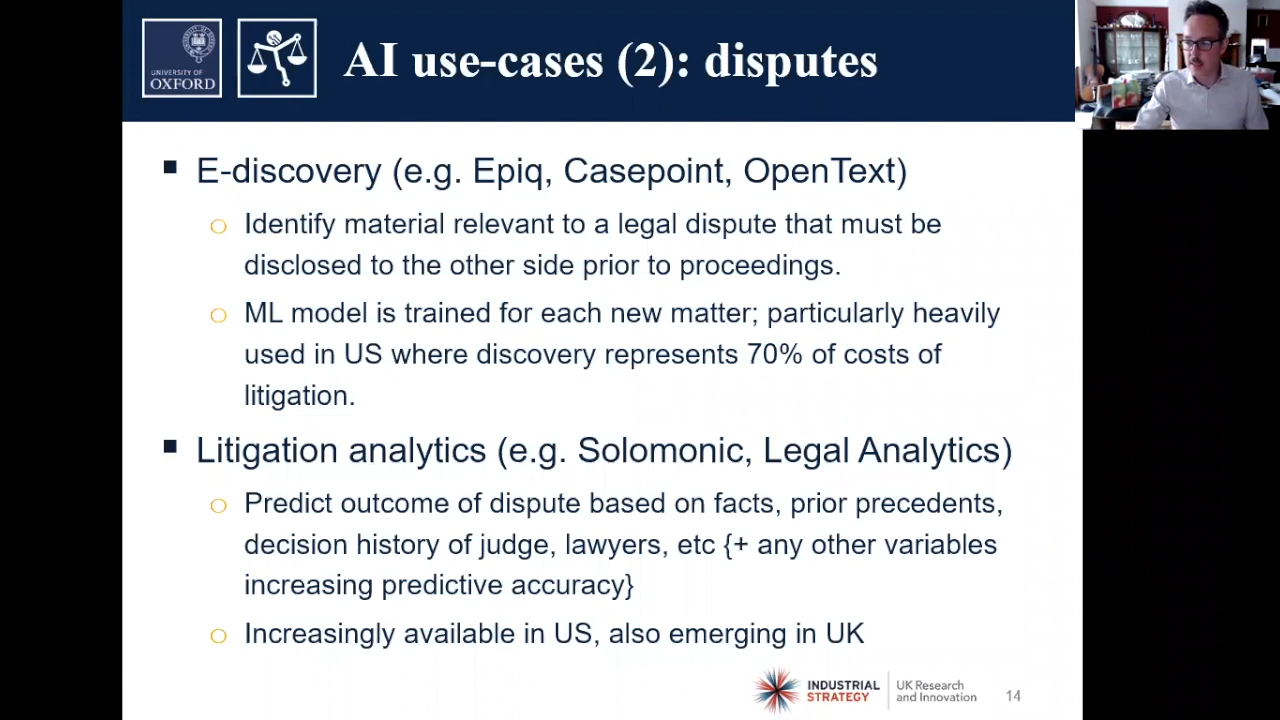 UNIVERSITY OF
OXFORD
AI use-cases (2): disputes
E-discovery (e.g. Epiq, Casepoint, OpenText)
Identify material relevant to a legal dispute that must be
disclosed to the other side prior to proceedings.
ML model is trained for each new matter; particularly heavily
used in US where discovery represents 70% of costs of
litigation.
Litigation analytics (e.g. Solomonic, Legal Analytics)
Predict outcome of dispute based on facts, prior precedents,
decision history of judge, lawyers, etc {+ any other variables
increasing predictive accuracy}
Increasingly available in US, also emerging in UK
INDUSTRIAL
STRATEGY
UK Research
and Innovation
14